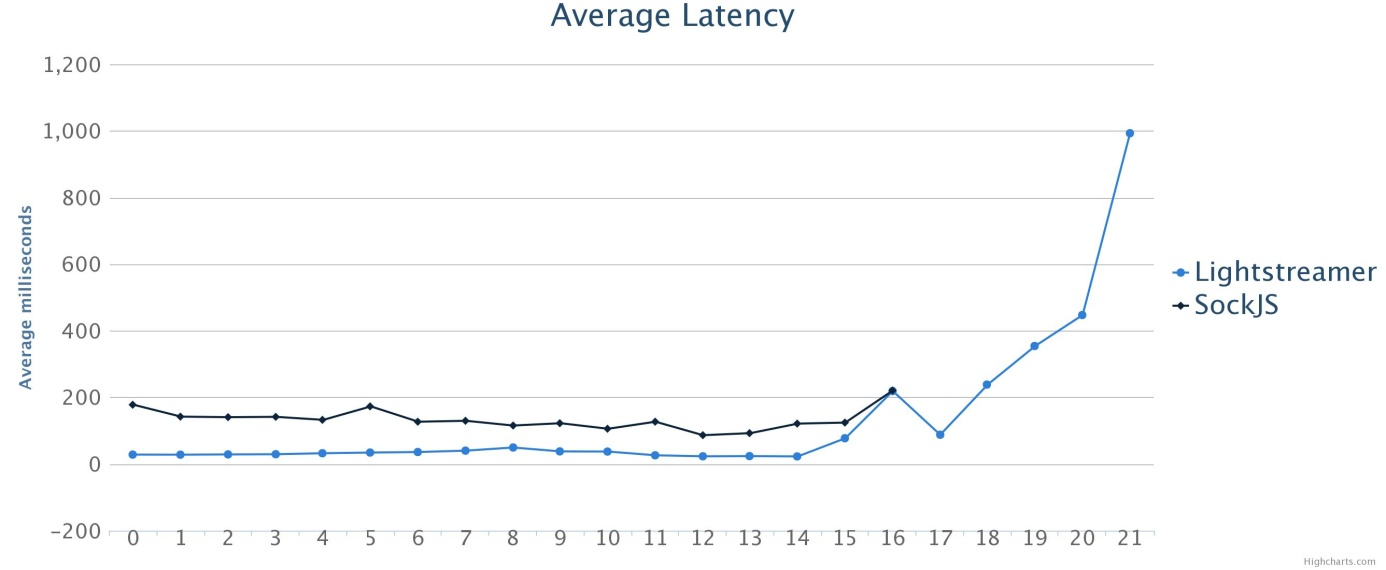 Average Latency
1,200
1,000
800
600
400
200
0
−200
Average milliseconds
0 1 2 3 4 5 6 7 8 9 10 11 12 13 14 15 16 17 18 19 20 21
Lightstreamer
SockJS
Highcharts.com